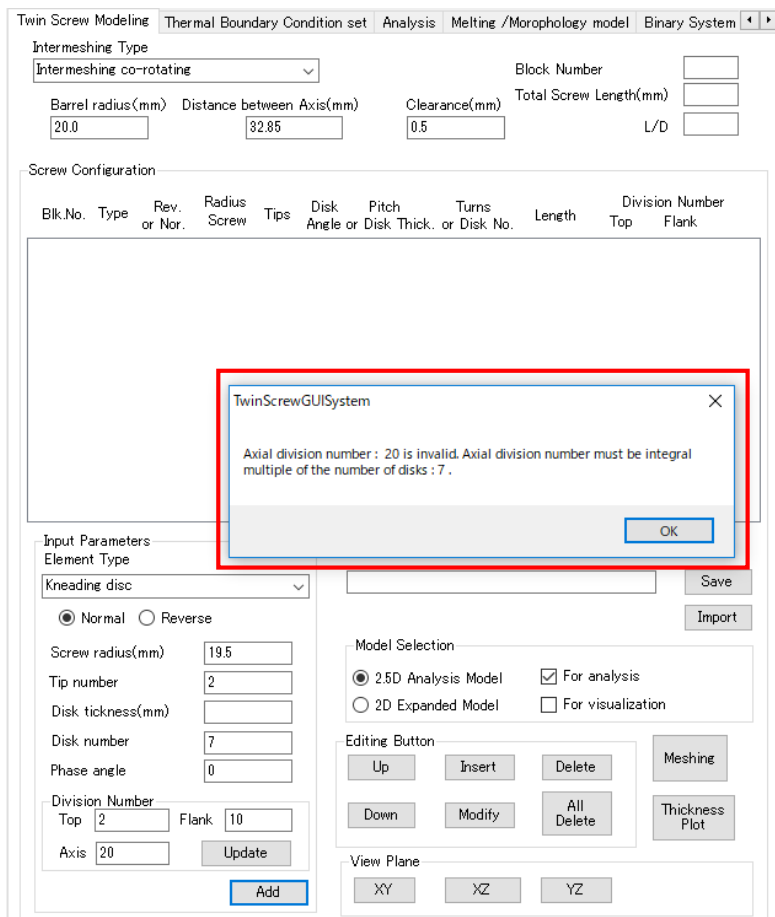 Twin Screw Modeling Thermal Boundary Condition set Analysis Melting /Morophology model Binary System
Intermeshing Type
Intermeshing co-rotating
Block Number
Barrel radius(mm) Distance between Axis(mm) Clearance(mm) Total Screw Length(mm)
20.0 32.85 0.5 L/D
Screw Configuration
Blk.No. Type Rev. or Nor. Radius Screw Tips Disk Angle Pitch or Disk Thick. Turns or Disk No. Length Division Number Top Flank
TwinScrewGUISystem
Axial division number : 20 is invalid. Axial division number must be integral
multiple of the number of disks : 7 .
OK
Input Parameters
Element Type
Kneading disc
Save
Normal Reverse
Import
Screw radius(mm) 19.5
Model Selection
Tip number 2
2.5D Analysis Model For analysis
Disk tickness(mm)
2D Expanded Model For visualization
Disk number 7
Editing Button
Phase angle 0
Up Insert Delete Meshing
Division Number
Top 2 Flank 10
Down Modify All Delete Thickness Plot
Axis 20 Update
View Plane
Add
XY XZ YZ